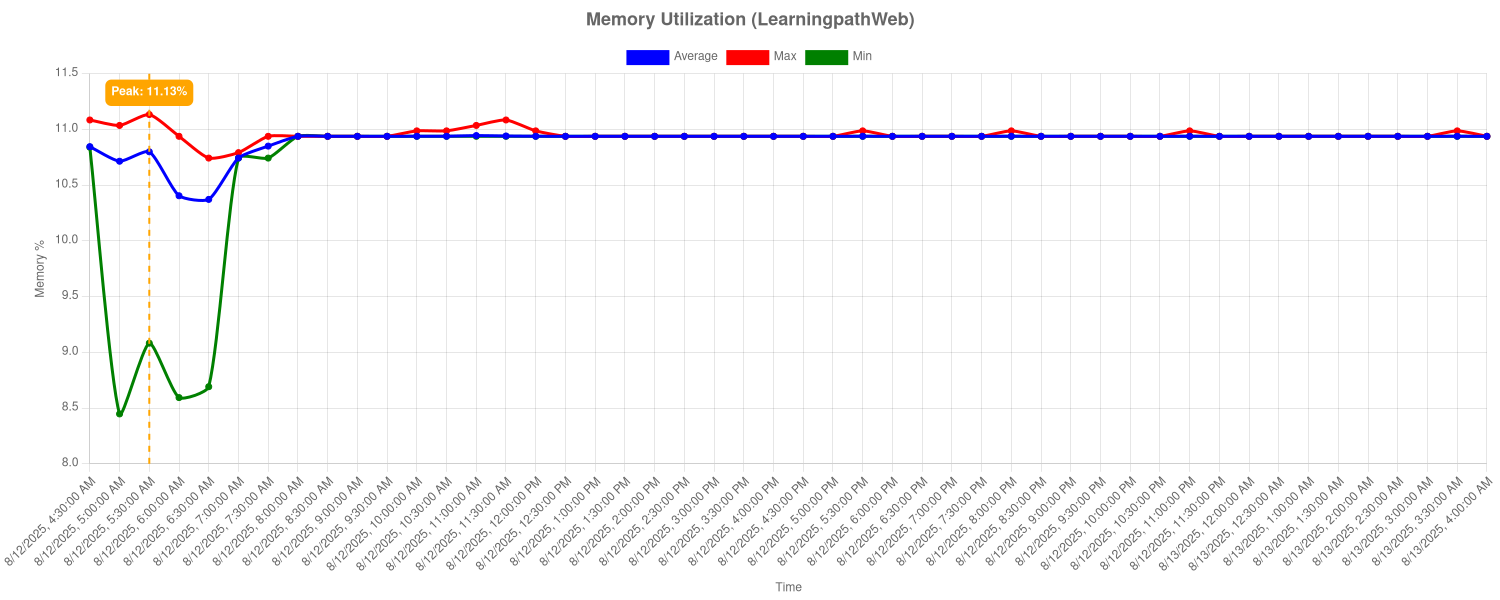 Memory Utilization (LearningpathWeb)
Average Max Min
Peak: 11.13%
11.5
11.0
10.5
10.0
9.5
9.0
8.5
8.0
Memory %
8/12/2025, 4:30:00 AM
8/12/2025, 5:00:00 AM
8/12/2025, 5:30:00 AM
8/12/2025, 6:00:00 AM
8/12/2025, 6:30:00 AM
8/12/2025, 7:00:00 AM
8/12/2025, 7:30:00 AM
8/12/2025, 8:00:00 AM
8/12/2025, 8:30:00 AM
8/12/2025, 9:00:00 AM
8/12/2025, 9:30:00 AM
8/12/2025, 10:00:00 AM
8/12/2025, 10:30:00 AM
8/12/2025, 11:00:00 AM
8/12/2025, 11:30:00 AM
8/12/2025, 12:00:00 PM
8/12/2025, 12:30:00 PM
8/12/2025, 1:00:00 PM
8/12/2025, 1:30:00 PM
8/12/2025, 2:00:00 PM
8/12/2025, 2:30:00 PM
8/12/2025, 3:00:00 PM
8/12/2025, 3:30:00 PM
8/12/2025, 4:00:00 PM
8/12/2025, 4:30:00 PM
8/12/2025, 5:00:00 PM
8/12/2025, 5:30:00 PM
8/12/2025, 6:00:00 PM
8/12/2025, 6:30:00 PM
8/12/2025, 7:00:00 PM
8/12/2025, 7:30:00 PM
8/12/2025, 8:00:00 PM
8/12/2025, 8:30:00 PM
8/12/2025, 9:00:00 PM
8/12/2025, 9:30:00 PM
8/12/2025, 10:00:00 PM
8/12/2025, 10:30:00 PM
8/12/2025, 11:00:00 PM
8/12/2025, 11:30:00 PM
8/13/2025, 12:00:00 AM
8/13/2025, 12:30:00 AM
8/13/2025, 1:00:00 AM
8/13/2025, 1:30:00 AM
8/13/2025, 2:00:00 AM
8/13/2025, 2:30:00 AM
8/13/2025, 3:00:00 AM
8/13/2025, 3:30:00 AM
8/13/2025, 4:00:00 AM
Time